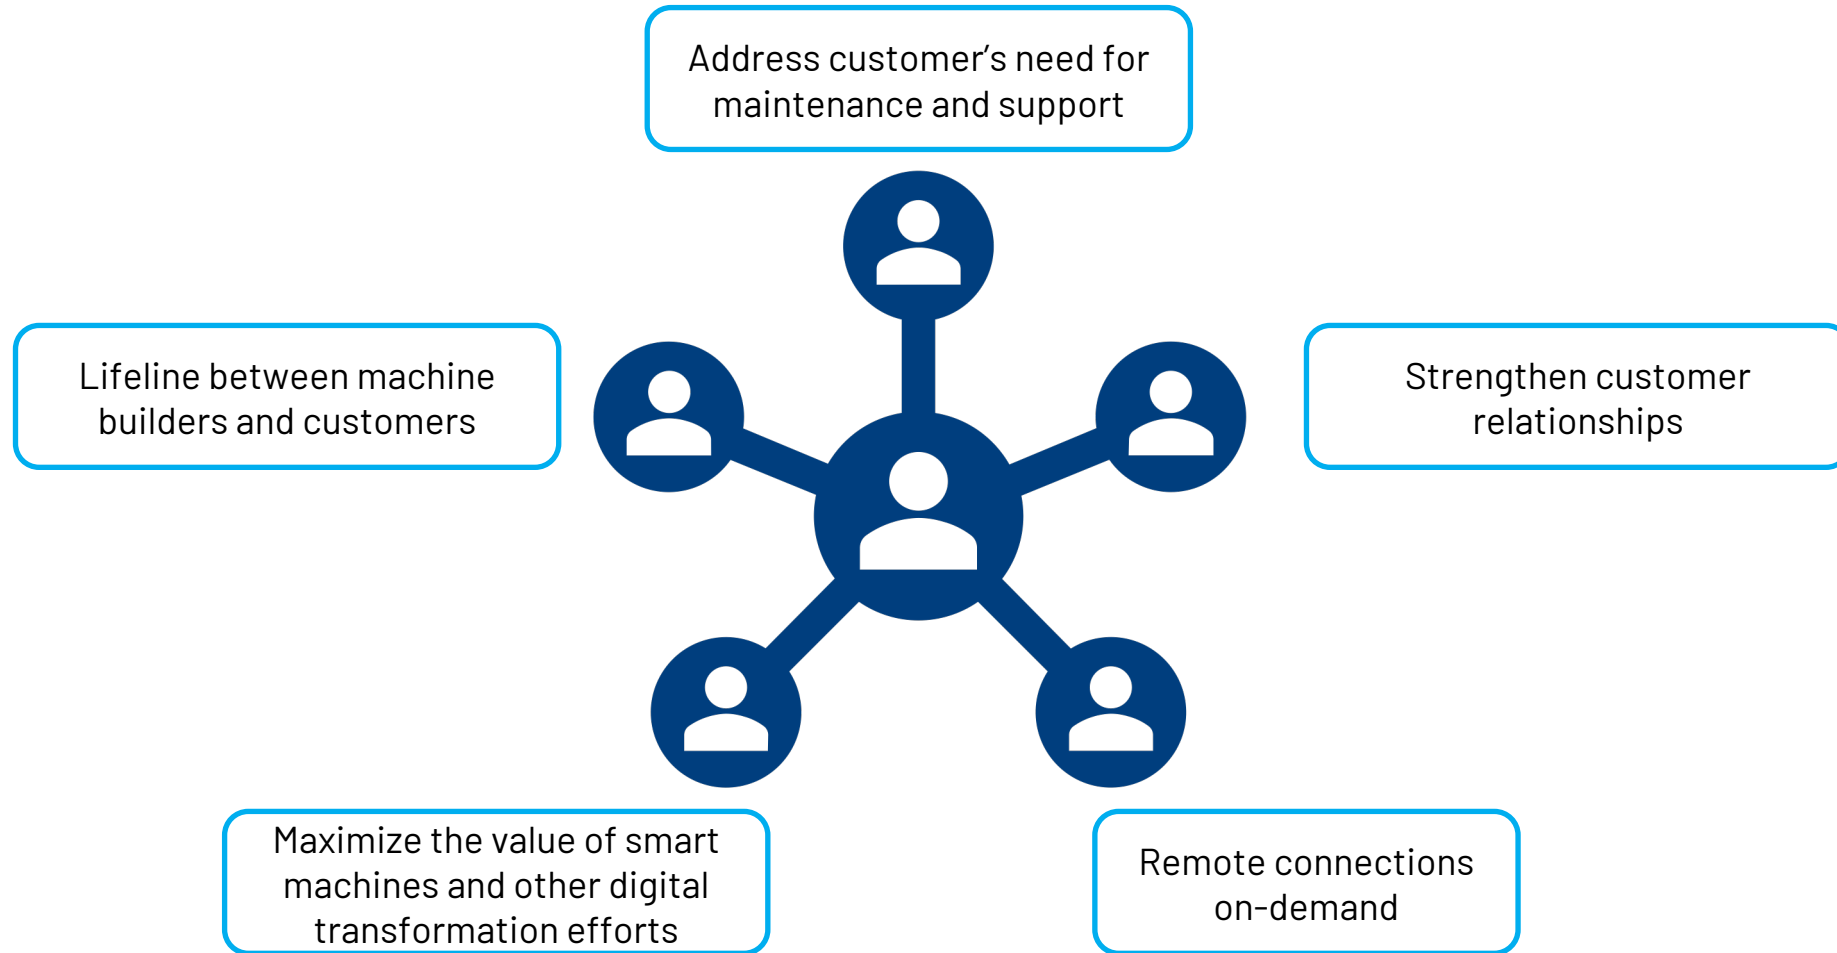 Address customer’s need for
maintenance and support
Lifeline between machine
builders and customers
Strengthen customer
relationships
Maximize the value of smart
machines and other digital
transformation efforts
Remote connections
on-demand